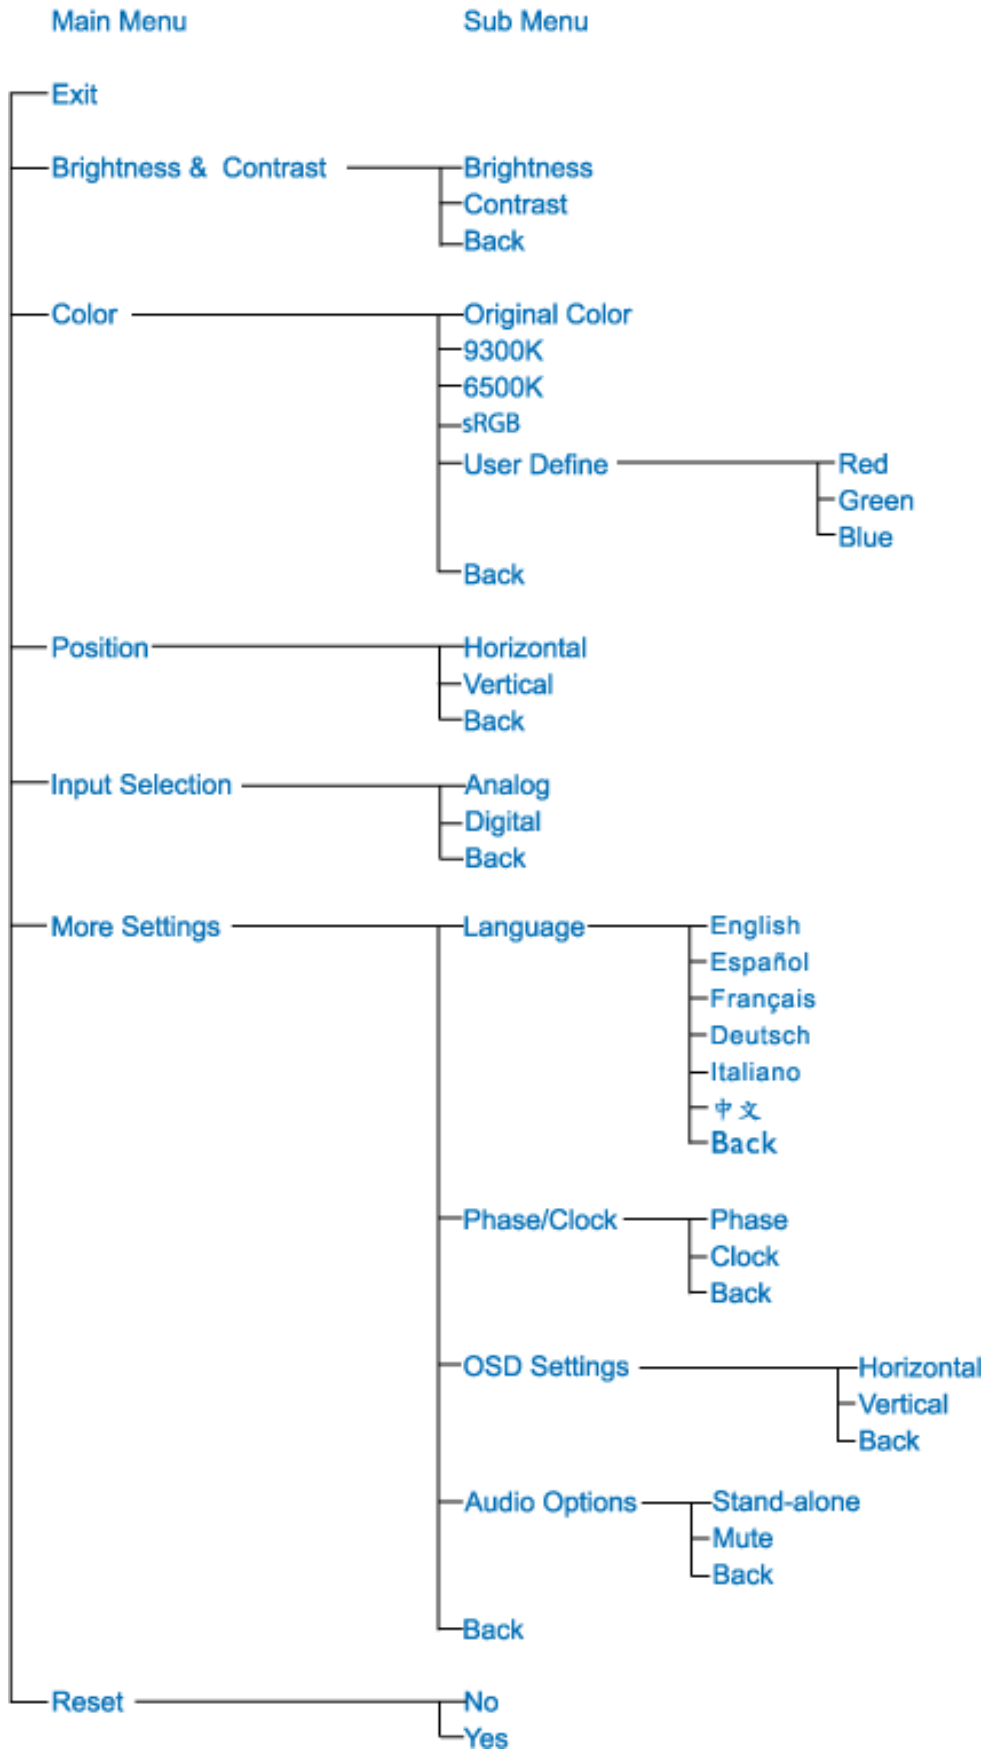 Main Menu Sub Menu
Exit
Brightness & Contrast Brightness
Contrast
Back
Color Original Color
9300K
6500K
sRGB
User Define Red
Green
Blue
Back
Position Horizontal
Vertical
Back
Input Selection Analog
Digital
Back
More Settings Language English
Español
Français
Deutsch
Italiano
中文
Back
Phase/Clock Phase
Clock
Back
OSD Settings Horizontal
Vertical
Back
Audio Options Stand-alone
Mute
Back
Back
Reset No
Yes